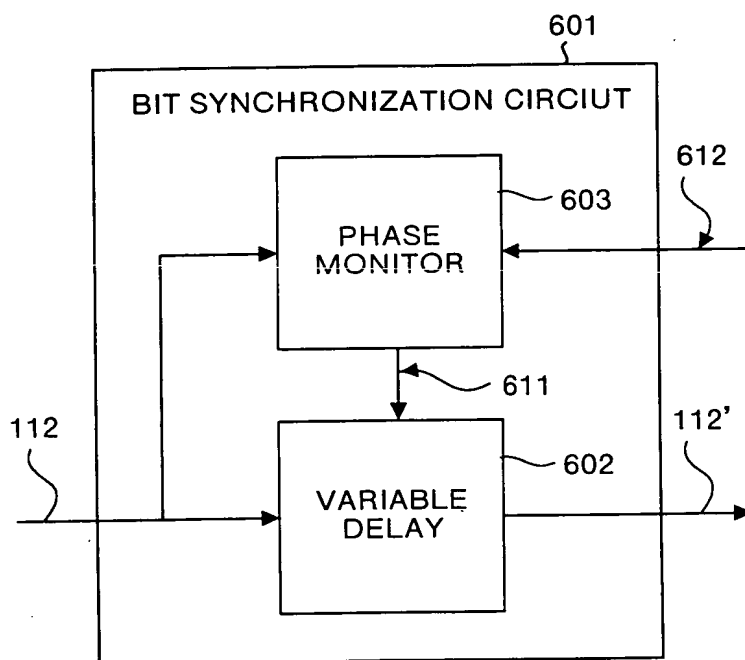 601
BIT SYNCHRONIZATION CIRCIUT
612
603
PHASE
MONITOR
611
112
112'
602
VARIABLE
DELAY